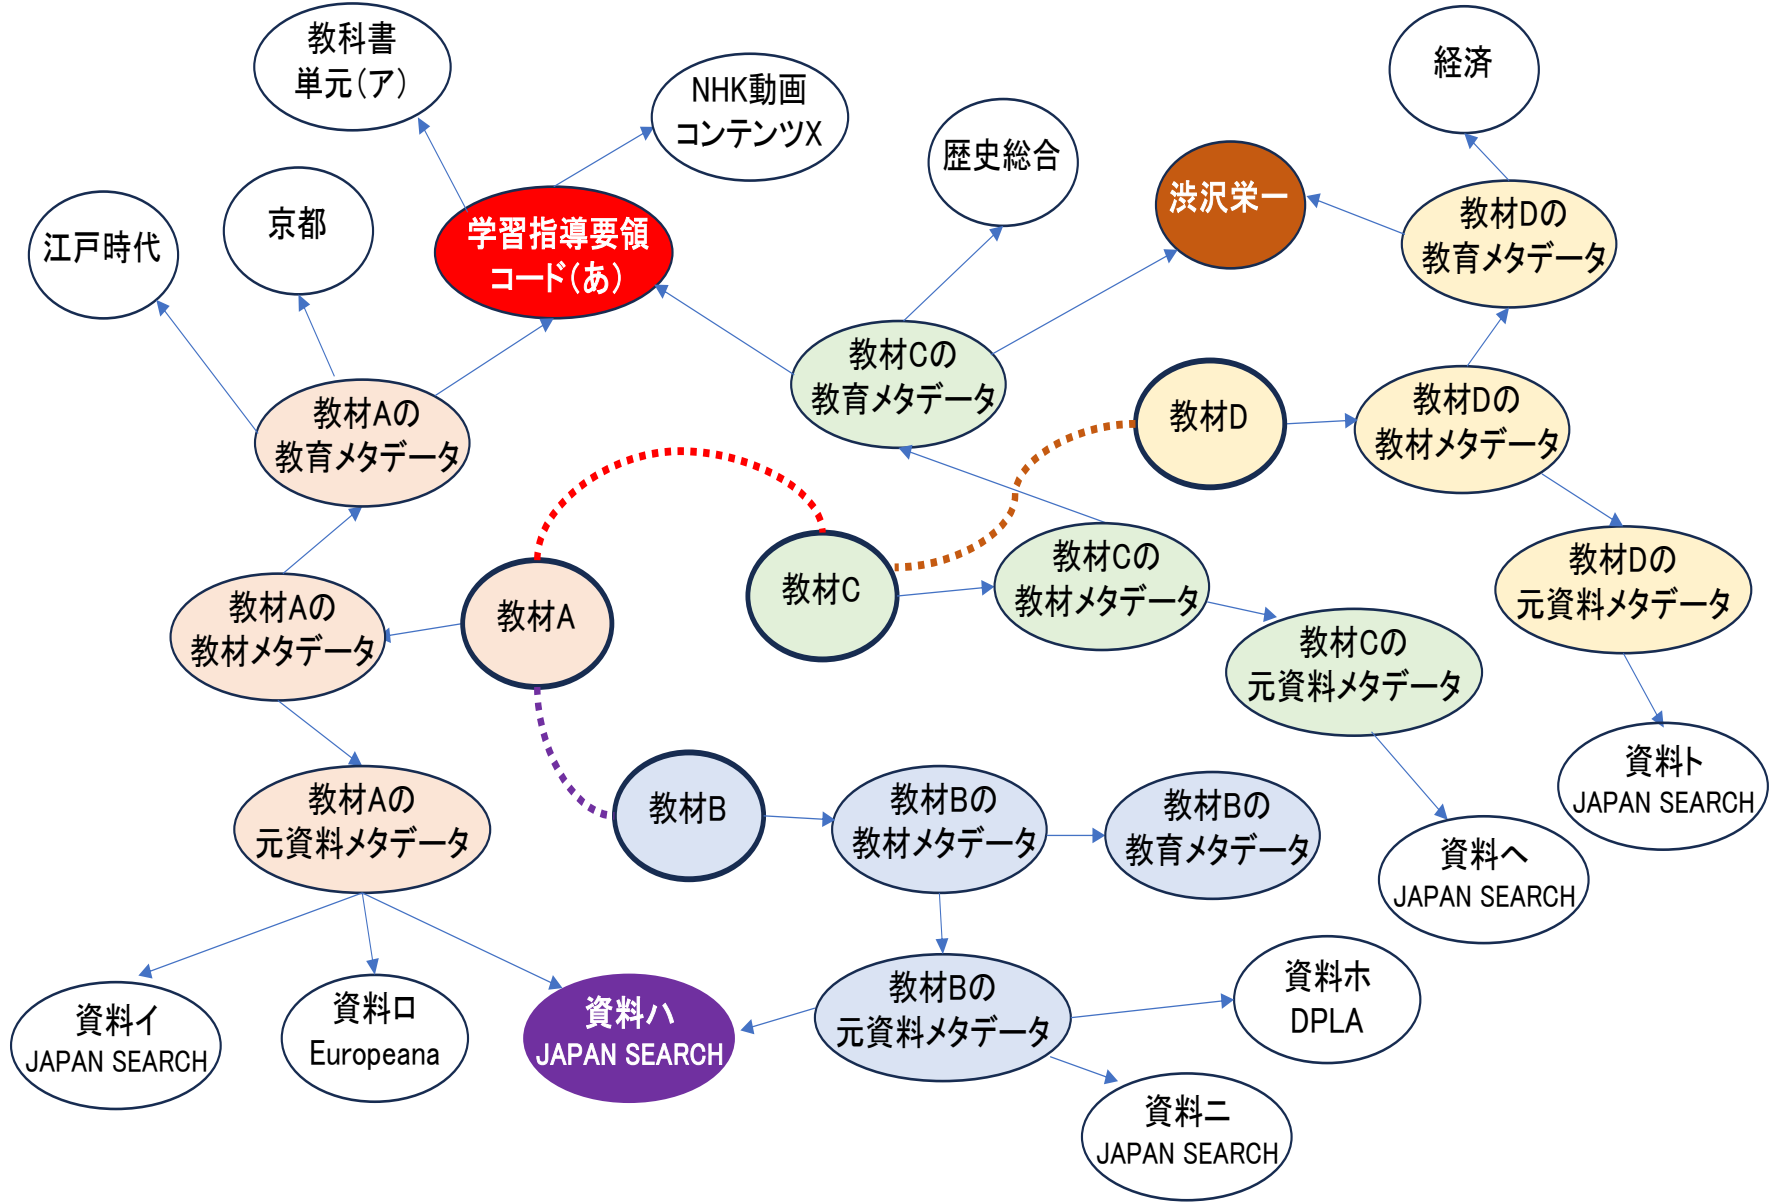 教科書
単元(ア)
NHK動画
コンテンツX
経済
歴史総合
渋沢栄一
江戸時代
京都
学習指導要領
コード(あ)
教材Dの
教育メタデータ
教材Cの
教育メタデータ
教材D
教材Dの
教材メタデータ
教材Aの
教育メタデータ
教材A
教材C
教材Cの
教材メタデータ
教材Dの
元資料メタデータ
教材Aの
教材メタデータ
教材Cの
元資料メタデータ
教材Aの
元資料メタデータ
教材B
教材Bの
教材メタデータ
教材Bの
教育メタデータ
資料ト
JAPAN SEARCH
資料ヘ
JAPAN SEARCH
資料イ
JAPAN SEARCH
資料ロ
Europeana
資料ハ
JAPAN SEARCH
教材Bの
元資料メタデータ
資料ホ
DPLA
資料ニ
JAPAN SEARCH